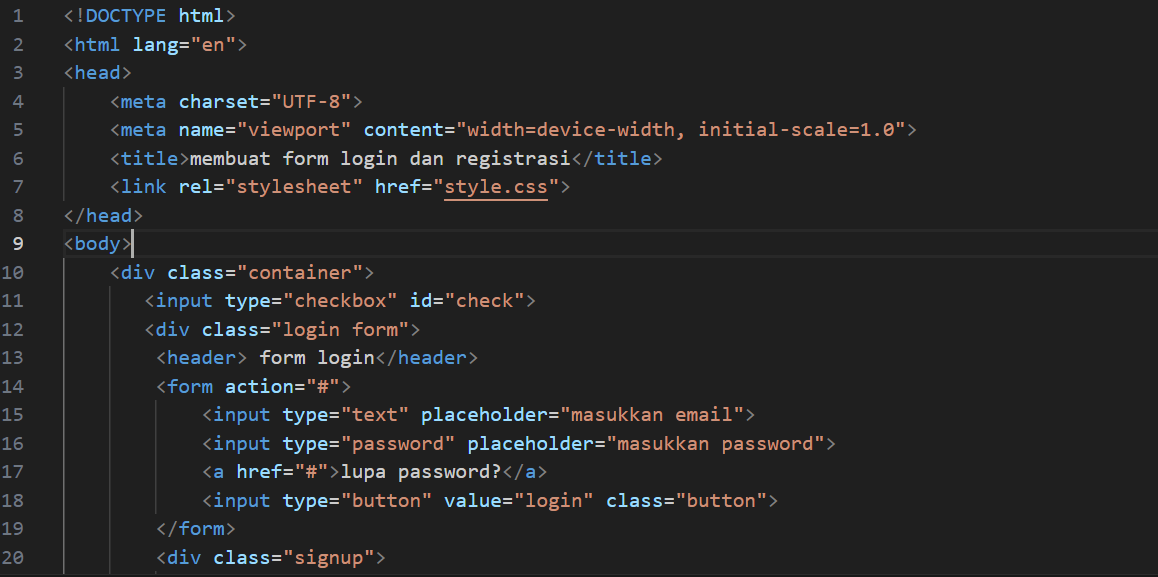 1 <!DOCTYPE html>
2 <html lang="en">
3 <head>
4     <meta charset="UTF-8">
5     <meta name="viewport" content="width=device-width, initial-scale=1.0">
6     <title>membuat form login dan registrasi</title>
7     <link rel="stylesheet" href="style.css">
8 </head>
9 <body>
10     <div class="container">
11        <input type="checkbox" id="check">
12        <div class="login form">
13         <header> form login</header>
14         <form action="#">
15             <input type="text" placeholder="masukkan email">
16             <input type="password" placeholder="masukkan password">
17             <a href="#">lupa password?</a>
18             <input type="button" value="login" class="button">
19         </form>
20         <div class="signup">